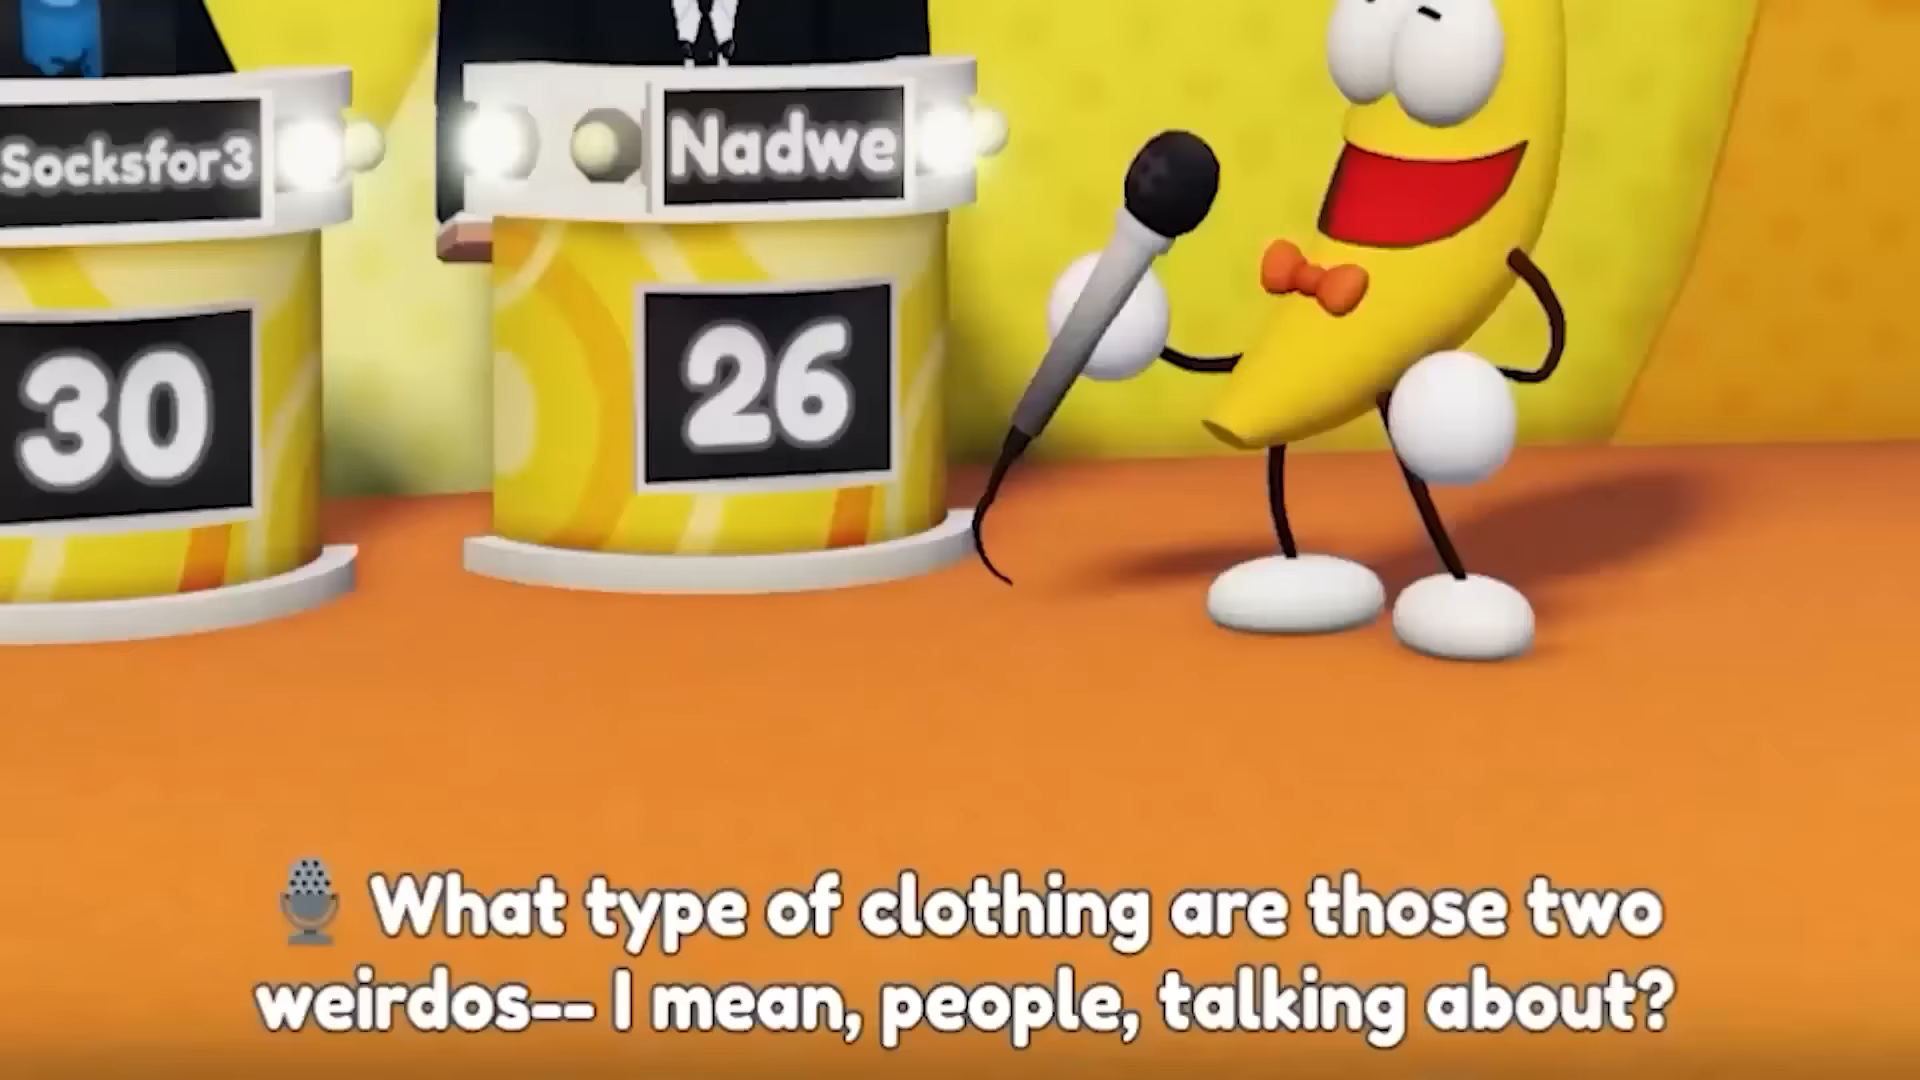 Socksfor3
Nadwe
30
26
What type of clothing are those two
weirdos-- I mean, people, talking about?